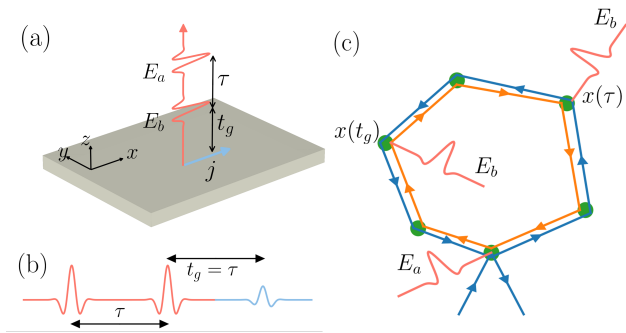 (a)
E_a
τ
E_b
t_g
z
y
x
j
(b)
t_g = τ
τ
(c)
E_b
x(τ)
x(t_g)
E_b
E_a